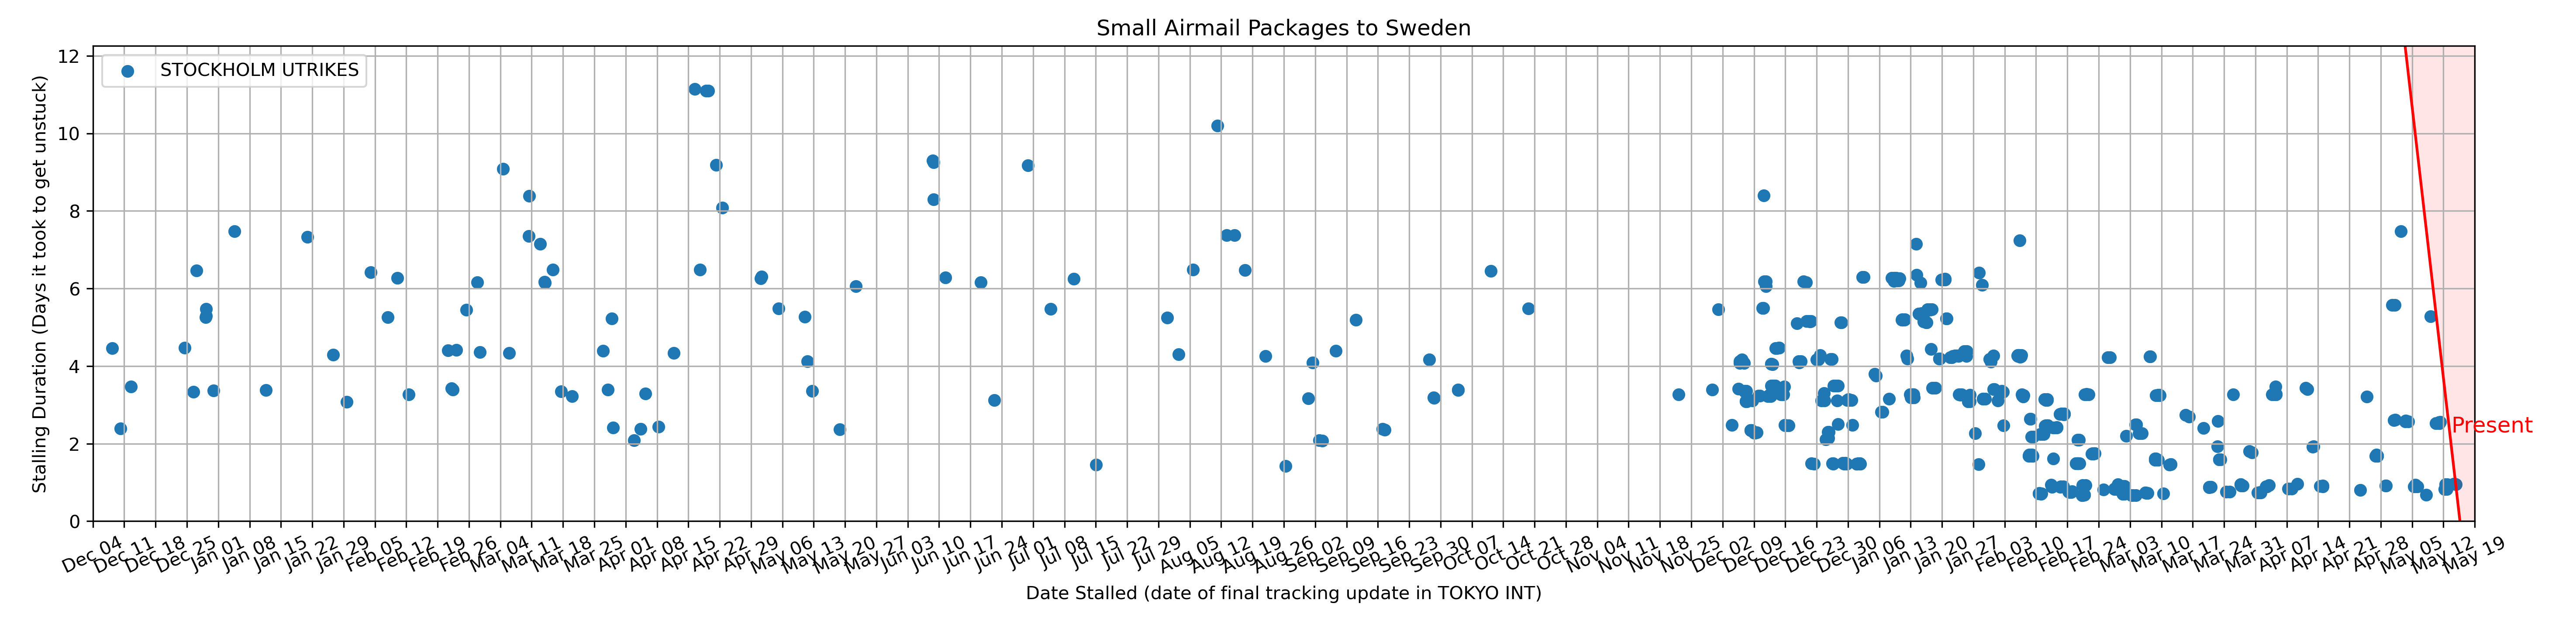 Small Airmail Packages to Sweden
STOCKHOLM UTRIKES
Stalling Duration (Days it took to get unstuck)
12
10
8
6
4
2
0
Present
Dec 04
Dec 11
Dec 18
Dec 25
Jan 01
Jan 08
Jan 15
Jan 22
Jan 29
Feb 05
Feb 12
Feb 19
Feb 26
Mar 04
Mar 11
Mar 18
Mar 25
Apr 01
Apr 08
Apr 15
Apr 22
Apr 29
May 06
May 13
May 20
May 27
Jun 03
Jun 10
Jun 17
Jun 24
Jul 01
Jul 08
Jul 15
Jul 22
Jul 29
Aug 05
Aug 12
Aug 19
Aug 26
Sep 02
Sep 09
Sep 16
Sep 23
Sep 30
Oct 07
Oct 14
Oct 21
Oct 28
Nov 04
Nov 11
Nov 18
Nov 25
Dec 02
Dec 09
Dec 16
Dec 23
Dec 30
Jan 06
Jan 13
Jan 20
Jan 27
Feb 03
Feb 10
Feb 17
Feb 24
Mar 03
Mar 10
Mar 17
Mar 24
Mar 31
Apr 07
Apr 14
Apr 21
Apr 28
May 05
May 12
May 19
Date Stalled (date of final tracking update in TOKYO INT)